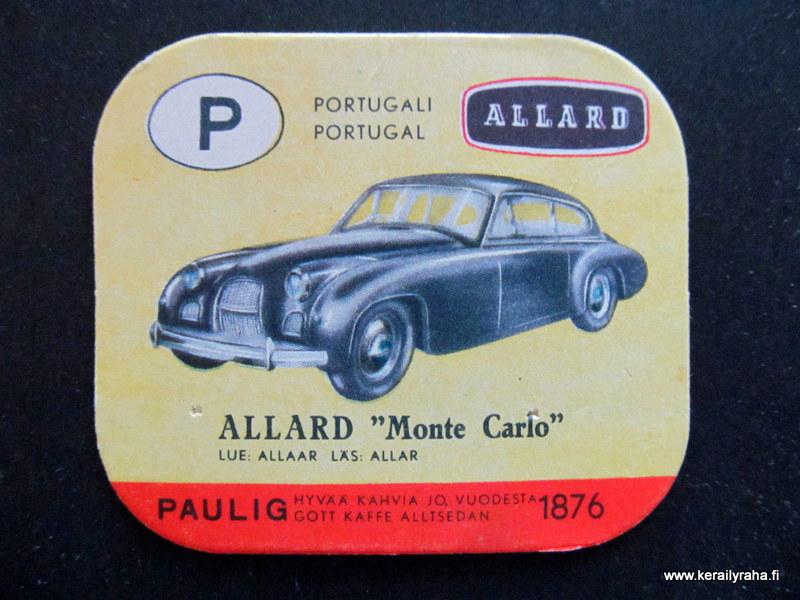 P
PORTUGALI
PORTUGAL
ALLARD
ALLARD "Monte Carlo"
LUE: ALLAAR LÄS: ALLAR
PAULIG
HYVÄÄ KAHVIA JO VUODESTA
GOTT KAFFE ALLTSEDAN
1876
www.kerailyraha.fi